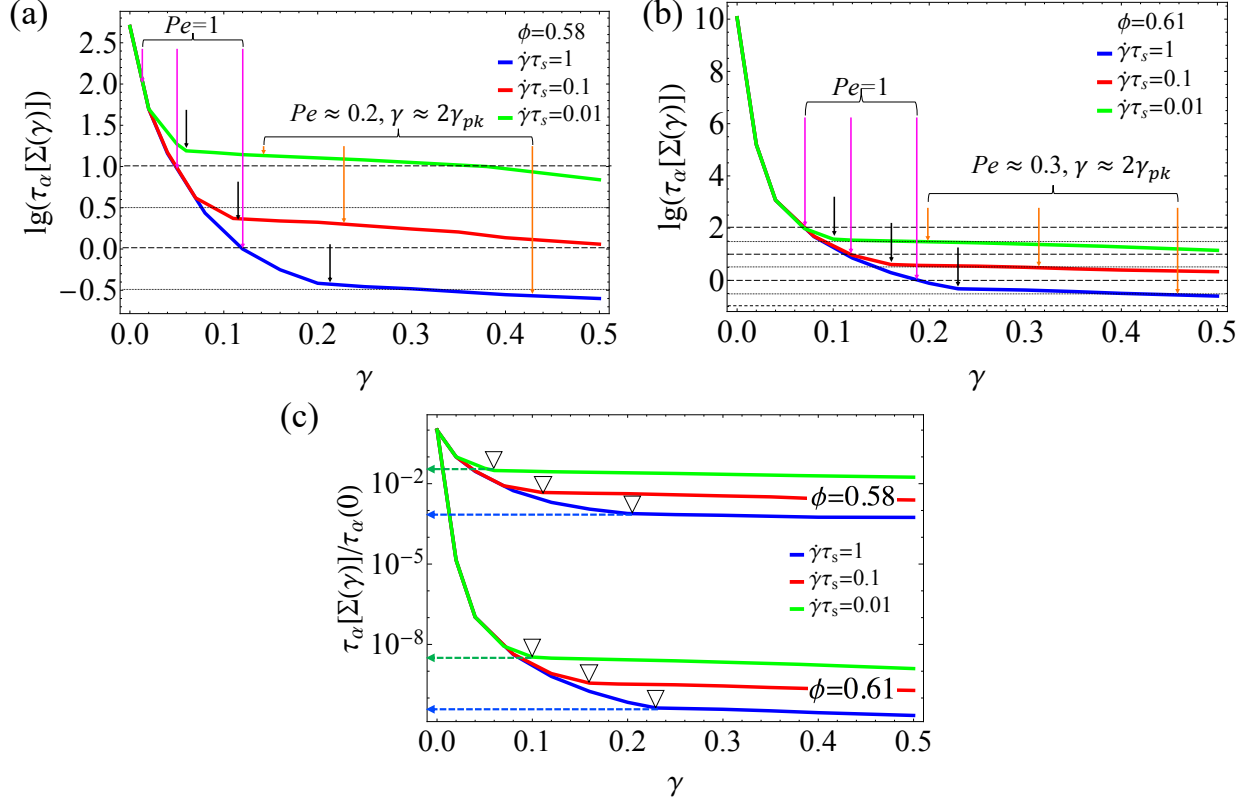 (a)
Pe=1
ϕ=0.58
γ̇τₛ=1
γ̇τₛ=0.1
γ̇τₛ=0.01
Pe ≈ 0.2, γ ≈ 2γₚₖ
lg(τα[Σ(γ)])
2.5
2.0
1.5
1.0
0.5
0.0
−0.5
0.0 0.1 0.2 0.3 0.4 0.5
γ
(b)
ϕ=0.61
γ̇τₛ=1
γ̇τₛ=0.1
γ̇τₛ=0.01
Pe=1
Pe ≈ 0.3, γ ≈ 2γₚₖ
lg(τα[Σ(γ)])
10
8
6
4
2
0
0.0 0.1 0.2 0.3 0.4 0.5
γ
(c)
τα[Σ(γ)]/τα(0)
10⁻²
10⁻⁵
10⁻⁸
ϕ=0.58
γ̇τₛ=1
γ̇τₛ=0.1
γ̇τₛ=0.01
ϕ=0.61
0.0 0.1 0.2 0.3 0.4 0.5
γ